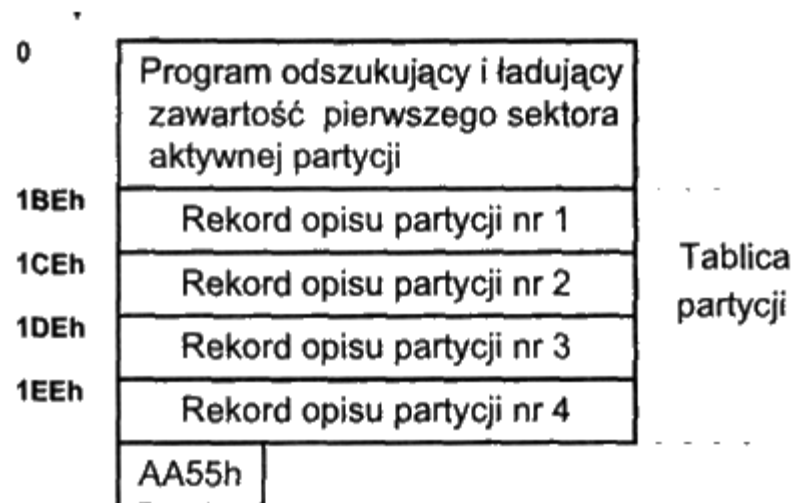 0
Program odszukujący i ładujący
zawartość pierwszego sektora
aktywnej partycji
1BEh
Rekord opisu partycji nr 1
1CEh
Rekord opisu partycji nr 2
1DEh
Rekord opisu partycji nr 3
1EEh
Rekord opisu partycji nr 4
Tablica
partycji
AA55h